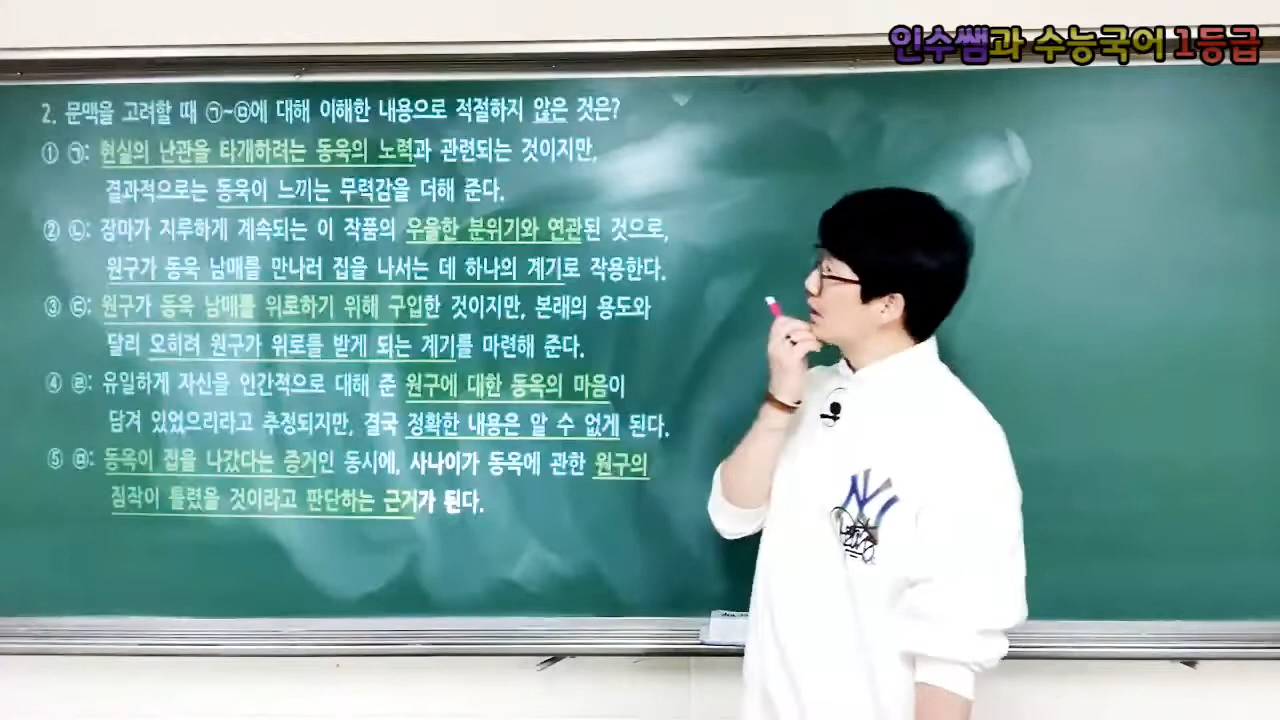 인수쌤과 수능국어 1등급
2. 문맥을 고려할 때 ㉠~㉤에 대해 이해한 내용으로 적절하지 않은 것은?
① ㉠: 현실의 난관을 타개하려는 동욱의 노력과 관련되는 것이지만,
결과적으로는 동욱이 느끼는 무력감을 더해 준다.
② ㉡: 장마가 지루하게 계속되는 이 작품의 우울한 분위기와 연관된 것으로,
원구가 동욱 남매를 만나러 집을 나서는 데 하나의 계기로 작용한다.
③ ㉢: 원구가 동욱 남매를 위로하기 위해 구입한 것이지만, 본래의 용도와
달리 오히려 원구가 위로를 받게 되는 계기를 마련해 준다.
④ ㉣: 유일하게 자신을 인간적으로 대해 준 원구에 대한 동옥의 마음이
담겨 있었으리라고 추정되지만, 결국 정확한 내용은 알 수 없게 된다.
⑤ ㉤: 동옥이 집을 나갔다는 증거인 동시에, 사나이가 동옥에 관한 원구의
짐작이 틀렸을 것이라고 판단하는 근거가 된다.